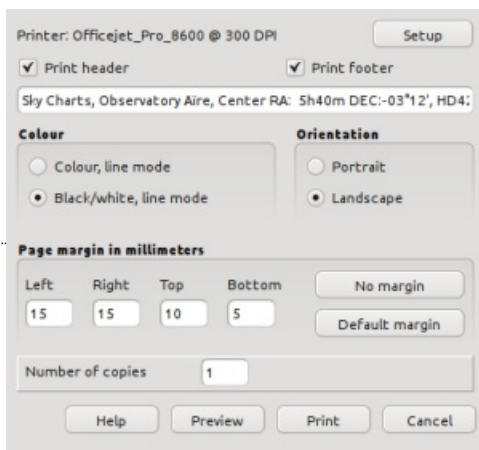 Printer: Officejet_Pro_8600 @ 300 DPI Setup
Print header Print footer
Sky Charts, Observatory Aïre, Center RA: 5h40m DEC:-03°12', HD42
Colour Orientation
Colour, line mode Portrait
Black/white, line mode Landscape
Page margin in millimeters
Left Right Top Bottom No margin
15 15 10 5 Default margin
Number of copies 1
Help Preview Print Cancel